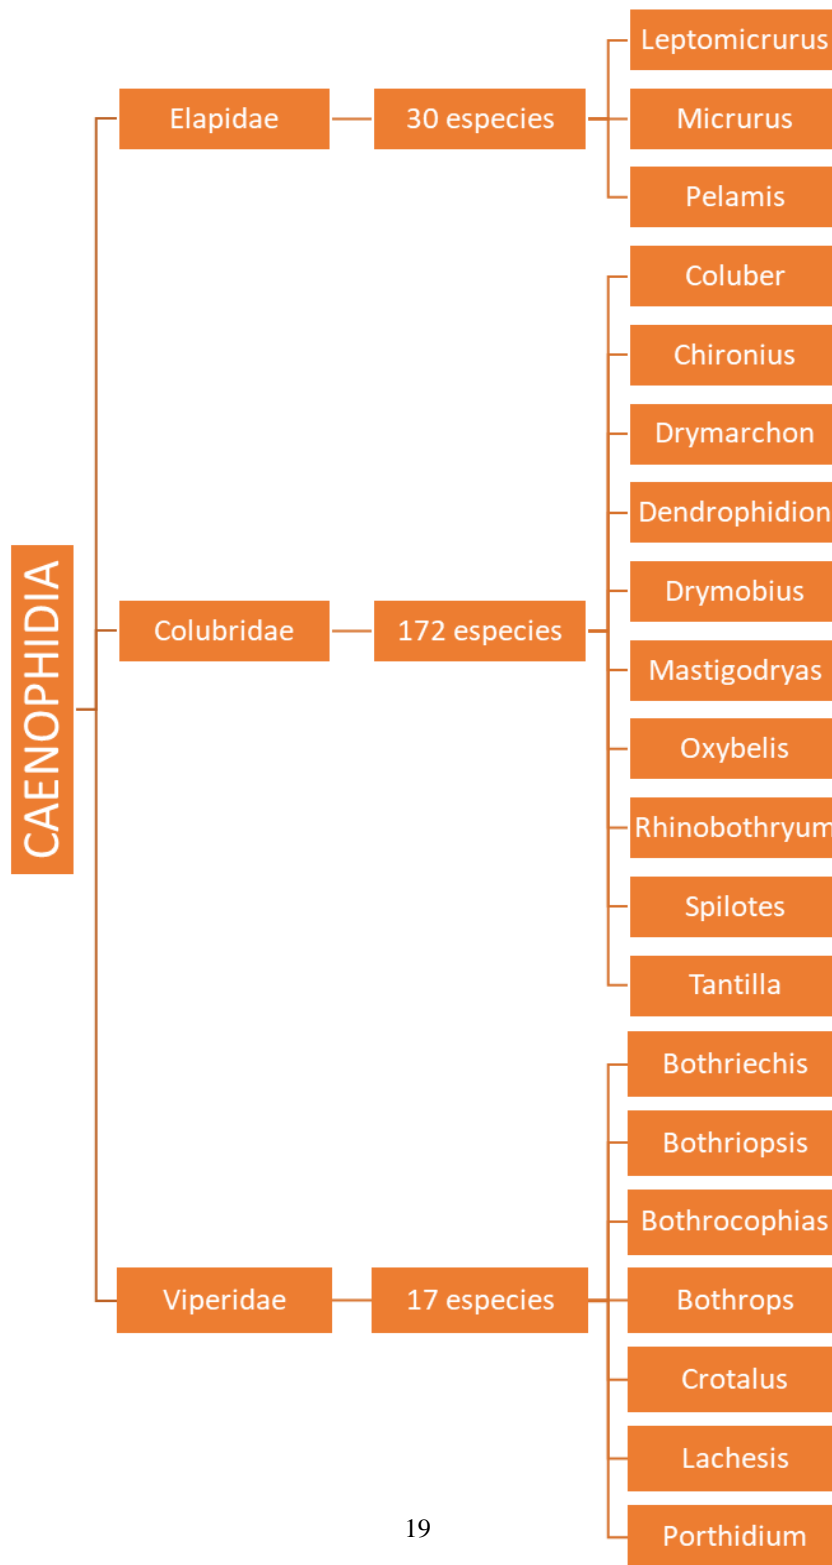 CAENOPHIDIA
Elapidae
30 especies
Leptomicrurus
Micrurus
Pelamis
Colubridae
172 especies
Coluber
Chironius
Drymarchon
Dendrophidion
Drymobius
Mastigodryas
Oxybelis
Rhinobothryum
Spilotes
Tantilla
Viperidae
17 especies
Bothriechis
Bothriopsis
Bothrocophias
Bothrops
Crotalus
Lachesis
Porthidium
19